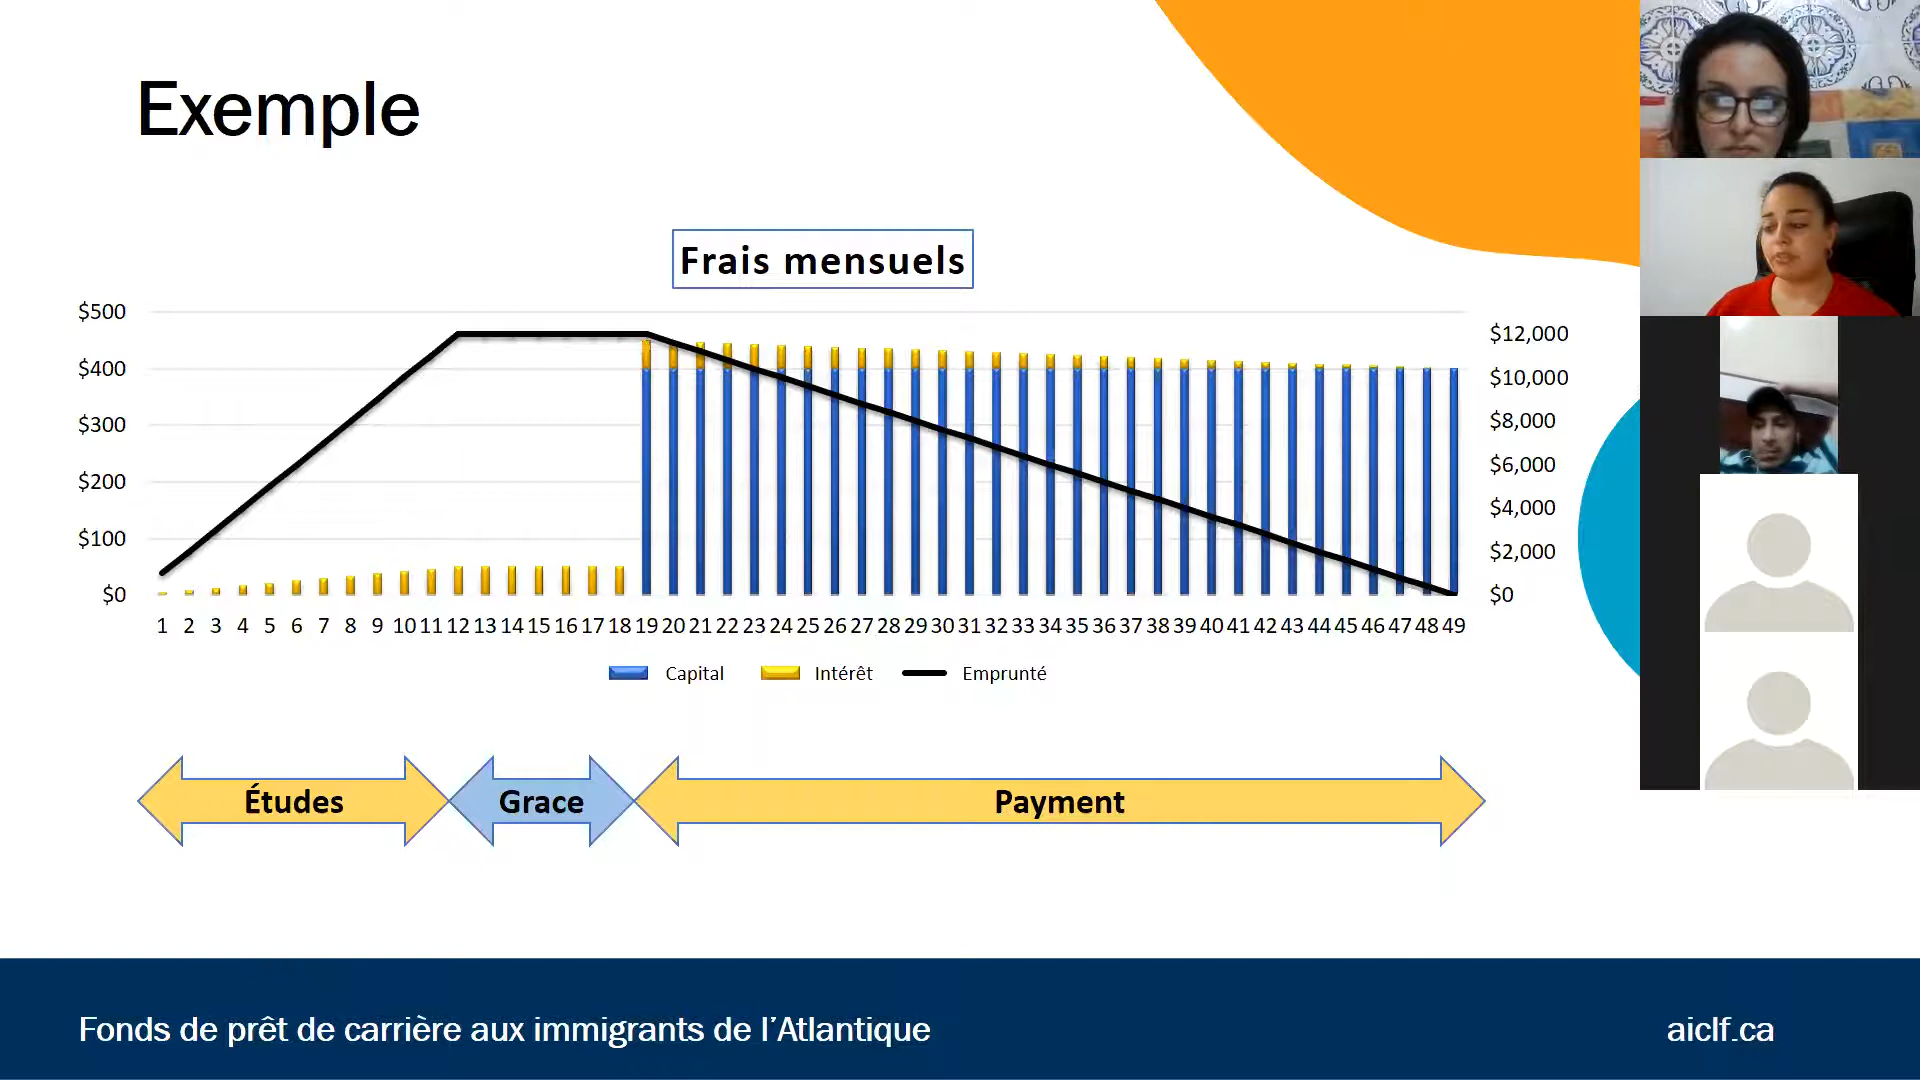 Exemple
Frais mensuels
$500
$400
$300
$200
$100
$0
$12,000
$10,000
$8,000
$6,000
$4,000
$2,000
$0
1 2 3 4 5 6 7 8 9 10 11 12 13 14 15 16 17 18 19 20 21 22 23 24 25 26 27 28 29 30 31 32 33 34 35 36 37 38 39 40 41 42 43 44 45 46 47 48 49
Capital Intérêt Emprunté
Études Grace Payment
Fonds de prêt de carrière aux immigrants de l'Atlantique aiclf.ca